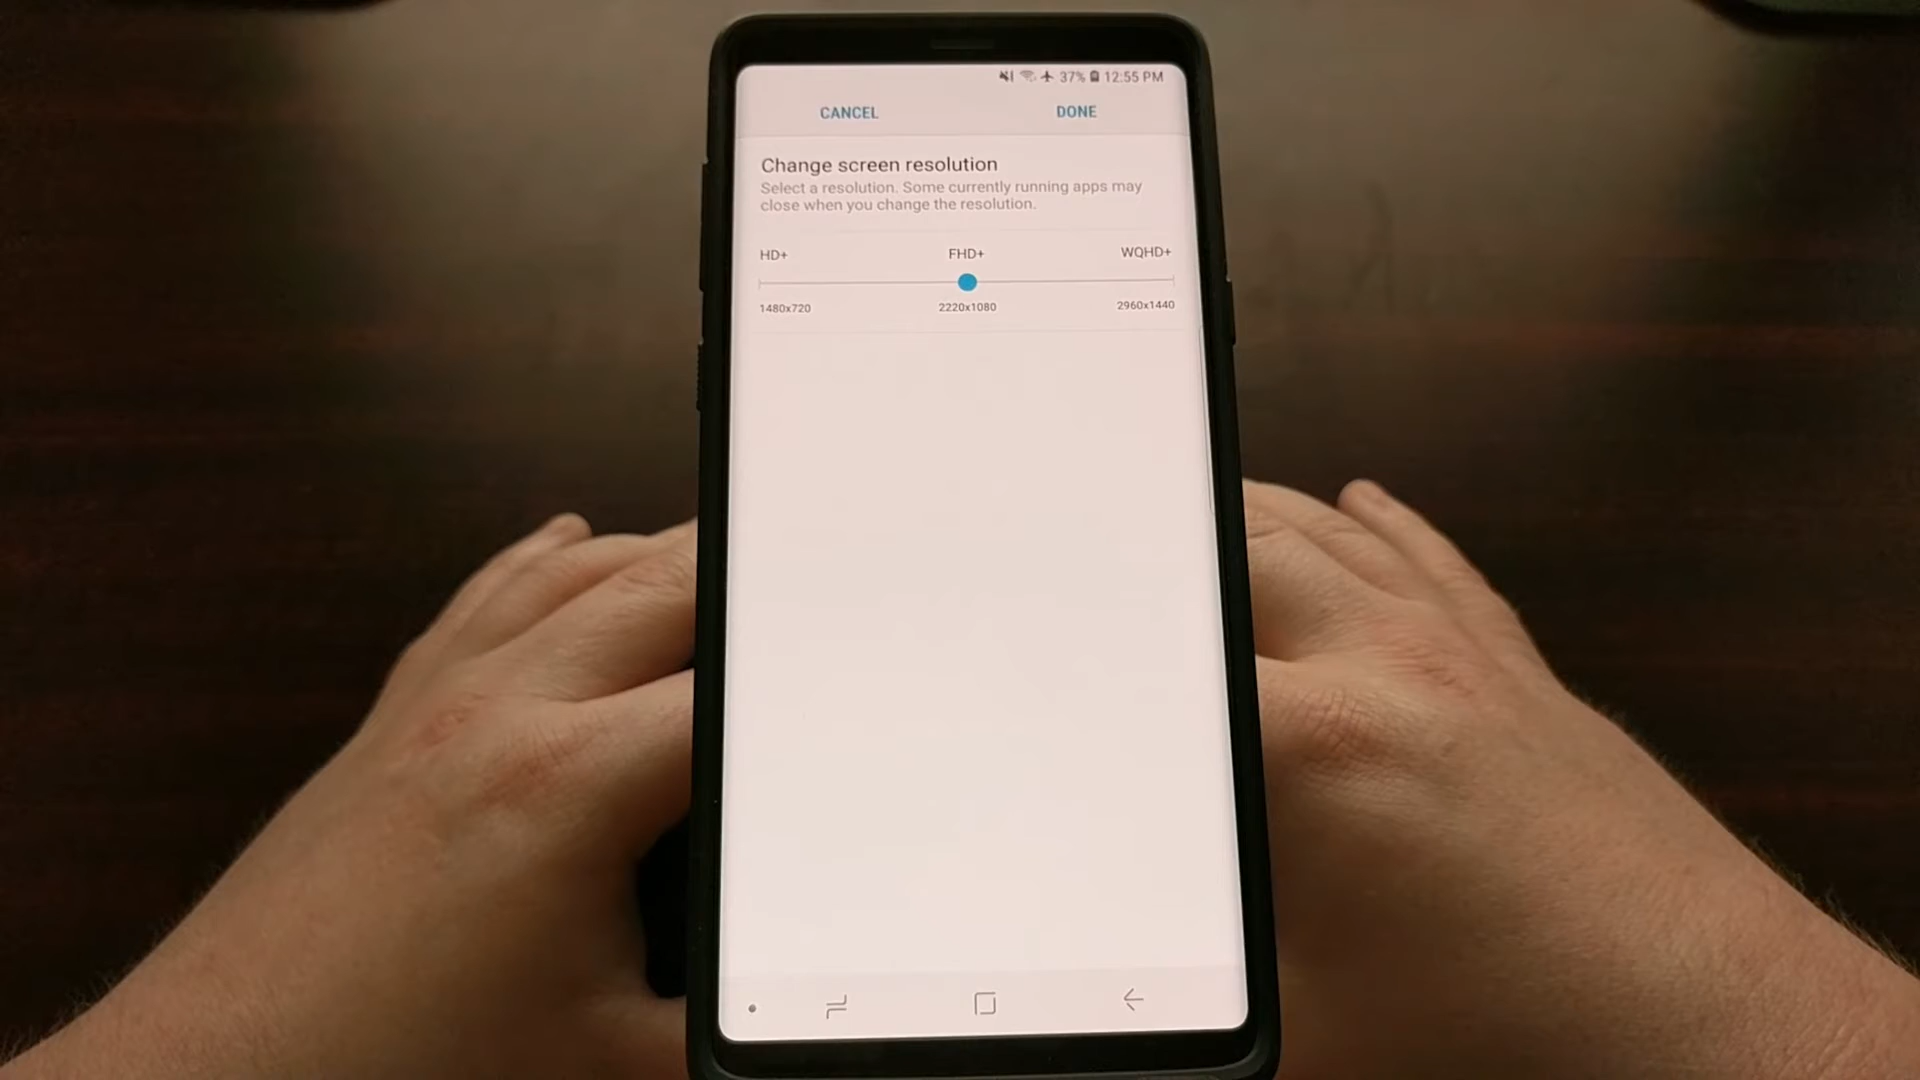 37% 12:55 PM
CANCEL DONE
Change screen resolution
Select a resolution. Some currently running apps may
close when you change the resolution.
HD+ FHD+ WQHD+
1480x720 2220x1080 2960x1440